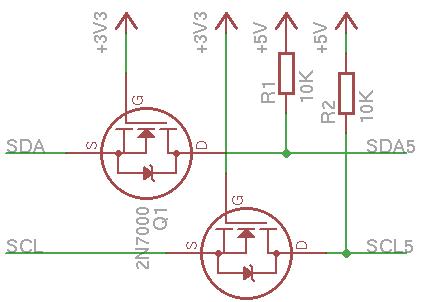 +3V3
+3V3
+5V
+5V
G
R1
10K
R2
10K
SDA
S
D
SDA5
2N7000
Q1
G
SCL
S
D
SCL5